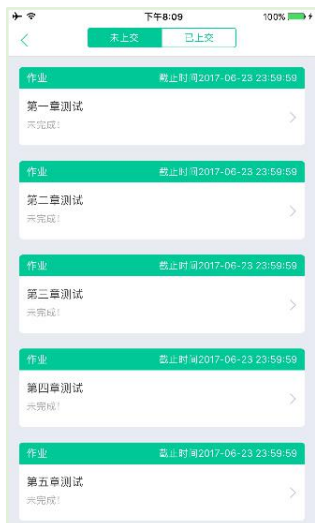 下午8:09 100%
未上交 已上交
作业 截止时间2017-06-23 23:59:59
第一章测试
未完成!
作业 截止时间2017-06-23 23:59:59
第二章测试
未完成!
作业 截止时间2017-06-23 23:59:59
第三章测试
未完成!
作业 截止时间2017-06-23 23:59:59
第四章测试
未完成!
作业 截止时间2017-06-23 23:59:59
第五章测试
未完成!